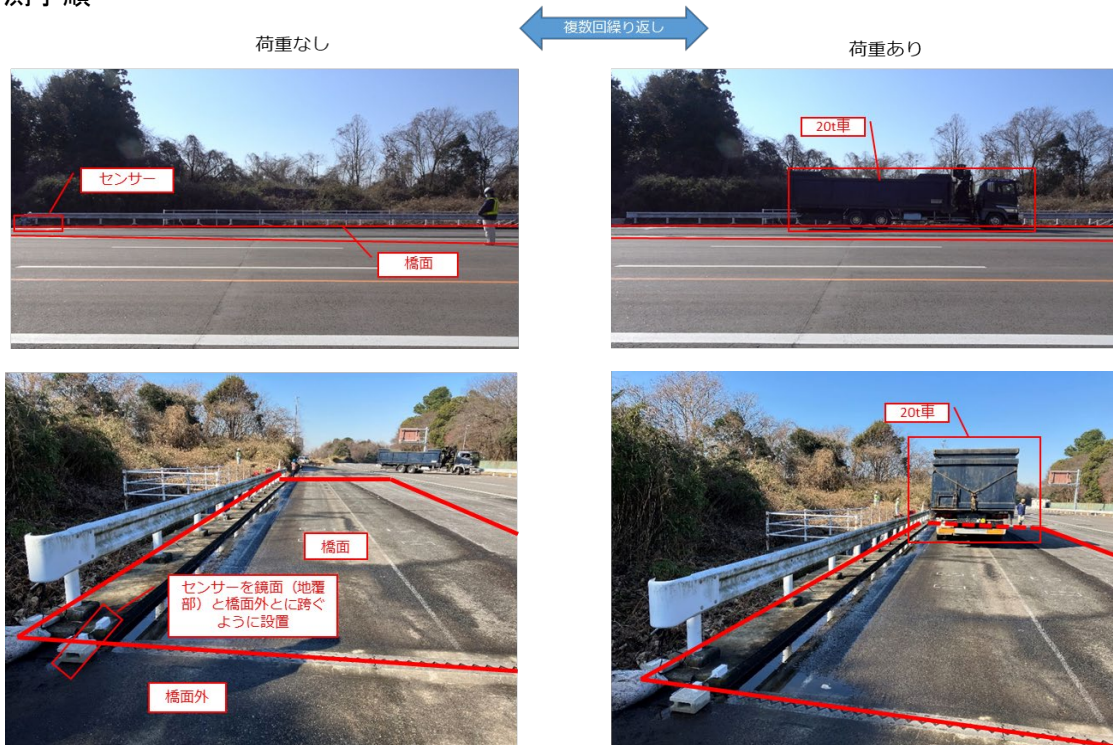 複数回繰り返し
荷重なし
荷重あり
センサー
橋面
20t車
橋面
センサーを鏡面（地覆
部）と橋面外とに跨ぐ
ように設置
橋面外
20t車